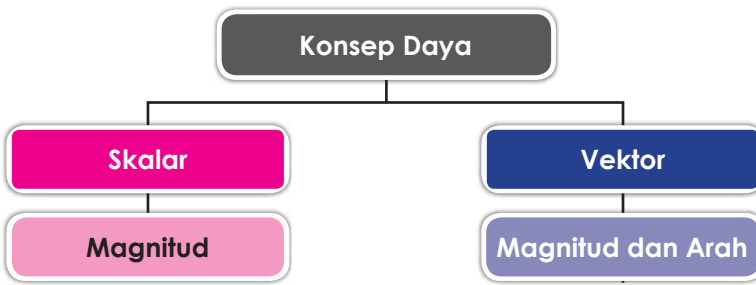 Konsep Daya
Skalar
Vektor
Magnitud
Magnitud dan Arah